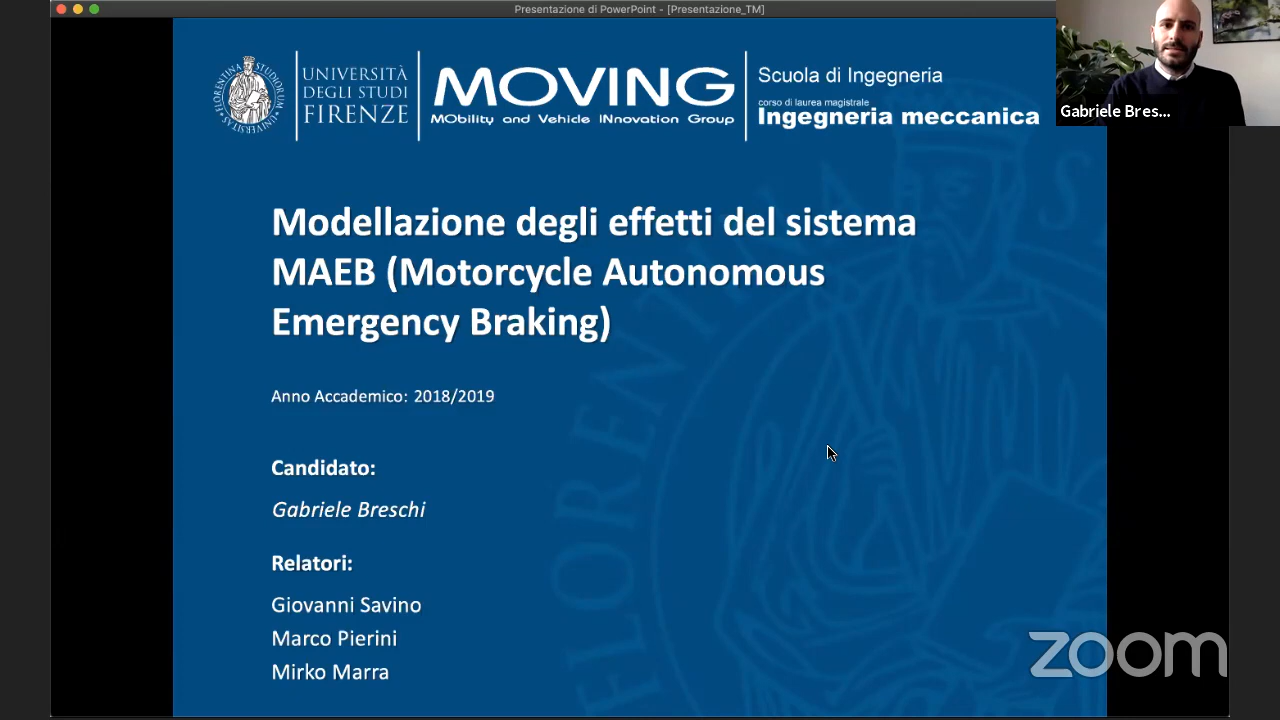 Presentazione di PowerPoint - [Presentazione_TM]
UNIVERSITÀ
DEGLI STUDI
FIRENZE
MOVING
MObility and Vehicle INnovation Group
Scuola di Ingegneria
corso di laurea magistrale
Ingegneria meccanica
Gabriele Bres...
Modellazione degli effetti del sistema
MAEB (Motorcycle Autonomous
Emergency Braking)
Anno Accademico: 2018/2019
Candidato:
Gabriele Breschi
Relatori:
Giovanni Savino
Marco Pierini
Mirko Marra
zoom